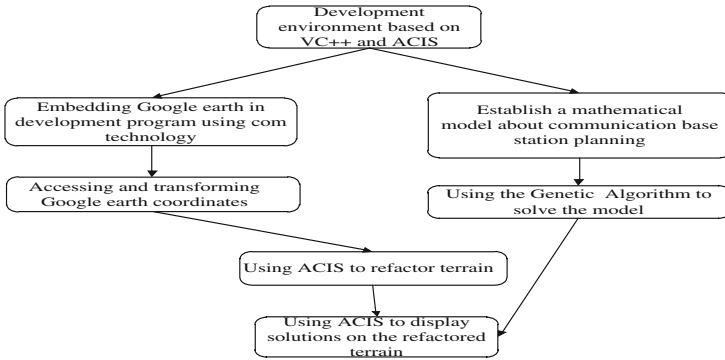 Development
environment based on
VC++ and ACIS
Embedding Google earth in
development program using com
technology
Establish a mathematical
model about communication base
station planning
Accessing and transforming
Google earth coordinates
Using the Genetic Algorithm to
solve the model
Using ACIS to refactor terrain
Using ACIS to display
solutions on the refactored
terrain